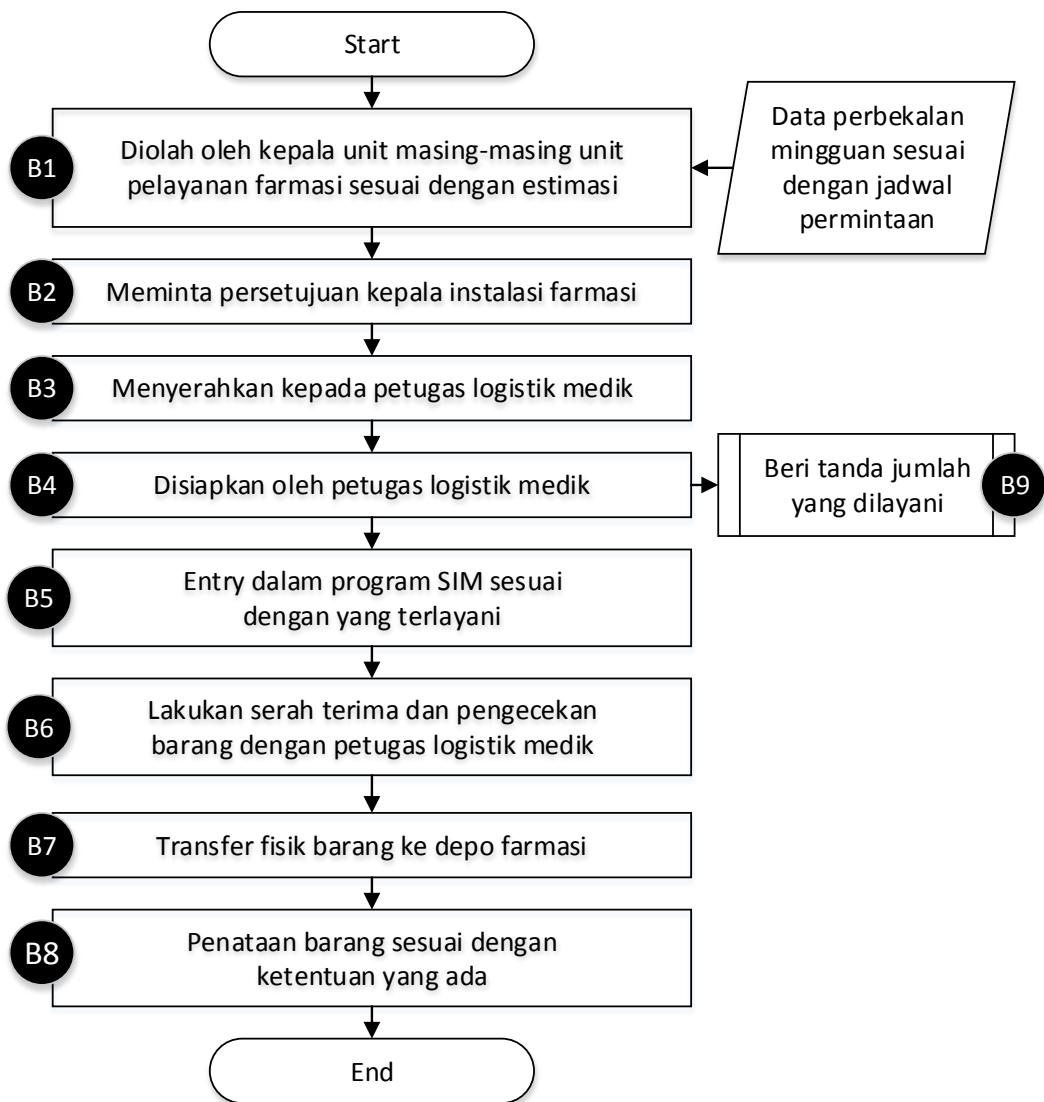 Start
B1
Diolah oleh kepala unit masing-masing unit
pelayanan farmasi sesuai dengan estimasi
Data perbekalan
mingguan sesuai
dengan jadwal
permintaan
B2
Meminta persetujuan kepala instalasi farmasi
B3
Menyerahkan kepada petugas logistik medik
B4
Disiapkan oleh petugas logistik medik
Beri tanda jumlah
yang dilayani
B9
B5
Entry dalam program SIM sesuai
dengan yang terlayani
B6
Lakukan serah terima dan pengecekan
barang dengan petugas logistik medik
B7
Transfer fisik barang ke depo farmasi
B8
Penataan barang sesuai dengan
ketentuan yang ada
End